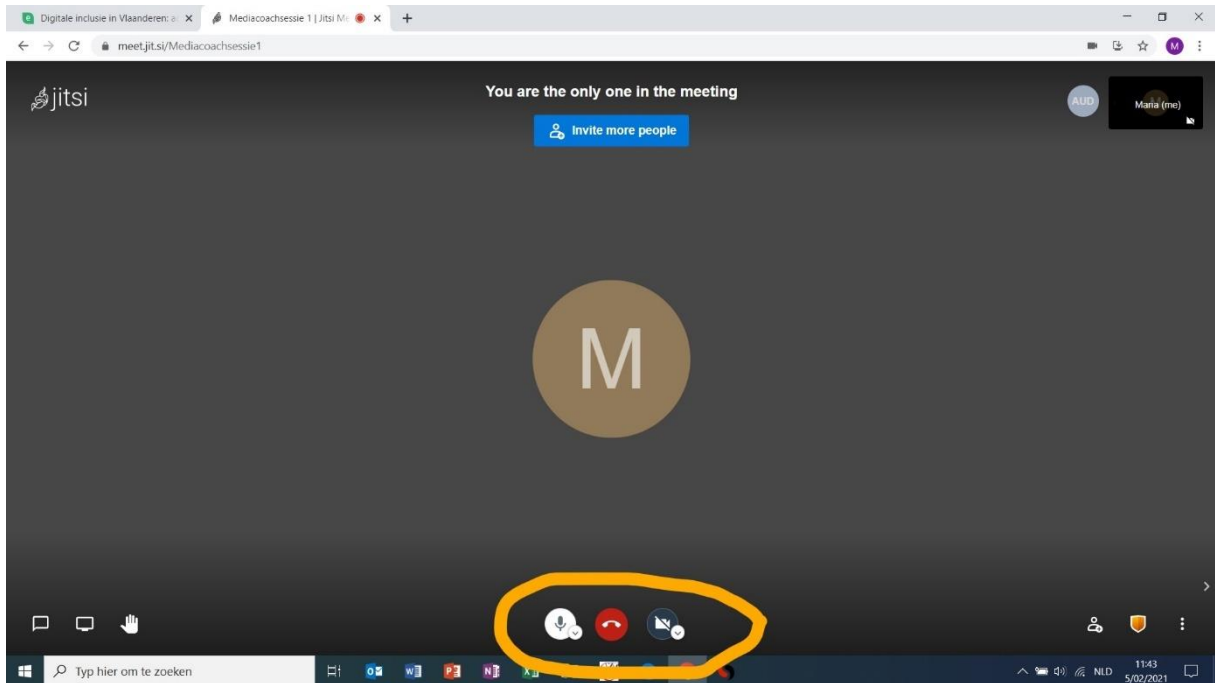 Digitale inclusie in Vlaanderen: a
Mediacoachsessie 1 | Jitsi Me
meet.jit.si/Mediacoachsessie1
M
jitsi
You are the only one in the meeting
Invite more people
AUD
Maria (me)
M
Typ hier om te zoeken
NLD
11:43
5/02/2021